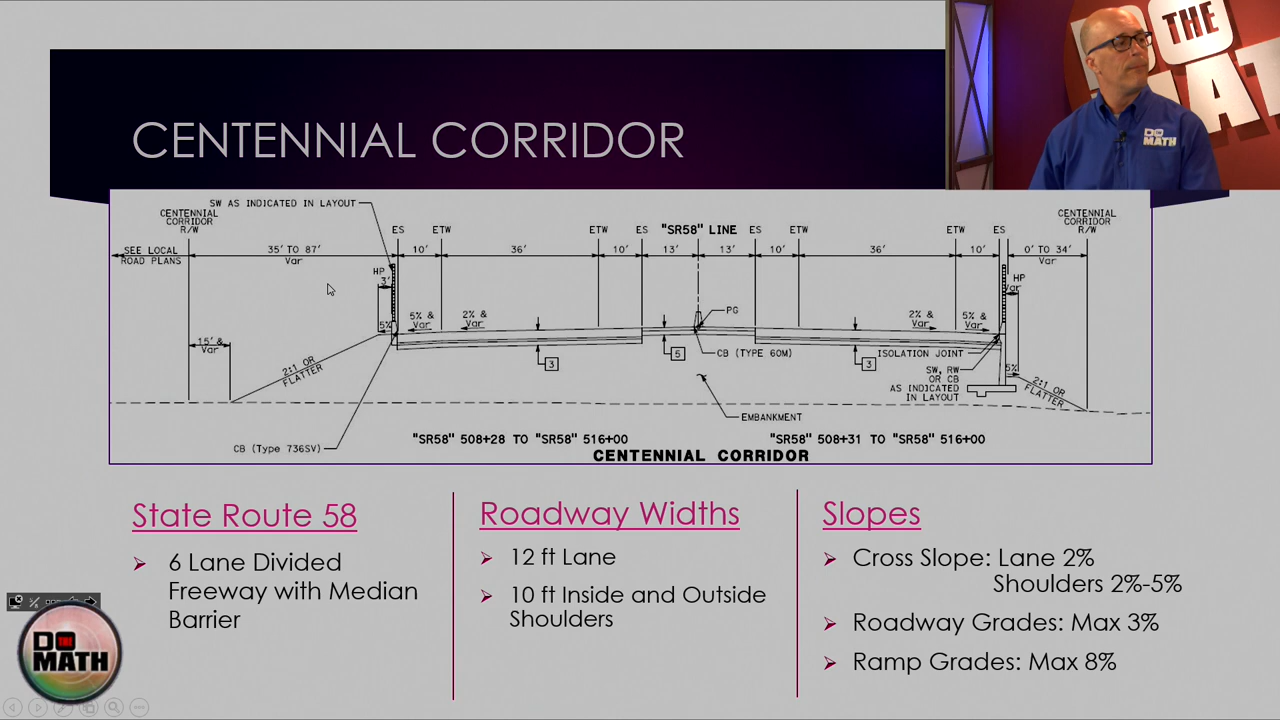 CENTENNIAL CORRIDOR
THE
MAT
DO
MATH
SW AS INDICATED IN LAYOUT
CENTENNIAL
CORRIDOR
R/W
ES
ETW
ETW
ES
"SR58" LINE
ES
ETW
ETW
ES
CENTENNIAL
CORRIDOR
R/W
SEE LOCAL
ROAD PLANS
35' TO 87'
Var
10'
36'
10'
13'
13'
10'
36'
10'
0' TO 34'
Var
HP
3'
HP
Var
5%
5% &
Var
2% &
Var
PG
2% &
Var
5% &
Var
15' &
Var
2:1 OR
FLATTER
3
5
CB (TYPE 60M)
3
ISOLATION JOINT
SW, RW
OR CB
AS INDICATED
IN LAYOUT
5%
2:1 OR
FLATTER
EMBANKMENT
CB (Type 736SV)
"SR58" 508+28 TO "SR58" 516+00
"SR58" 508+31 TO "SR58" 516+00
CENTENNIAL CORRIDOR
State Route 58
6 Lane Divided
Freeway with Median
Barrier
Roadway Widths
12 ft Lane
10 ft Inside and Outside
Shoulders
Slopes
Cross Slope: Lane 2%
Shoulders 2%-5%
Roadway Grades: Max 3%
Ramp Grades: Max 8%
DO THE
MATH